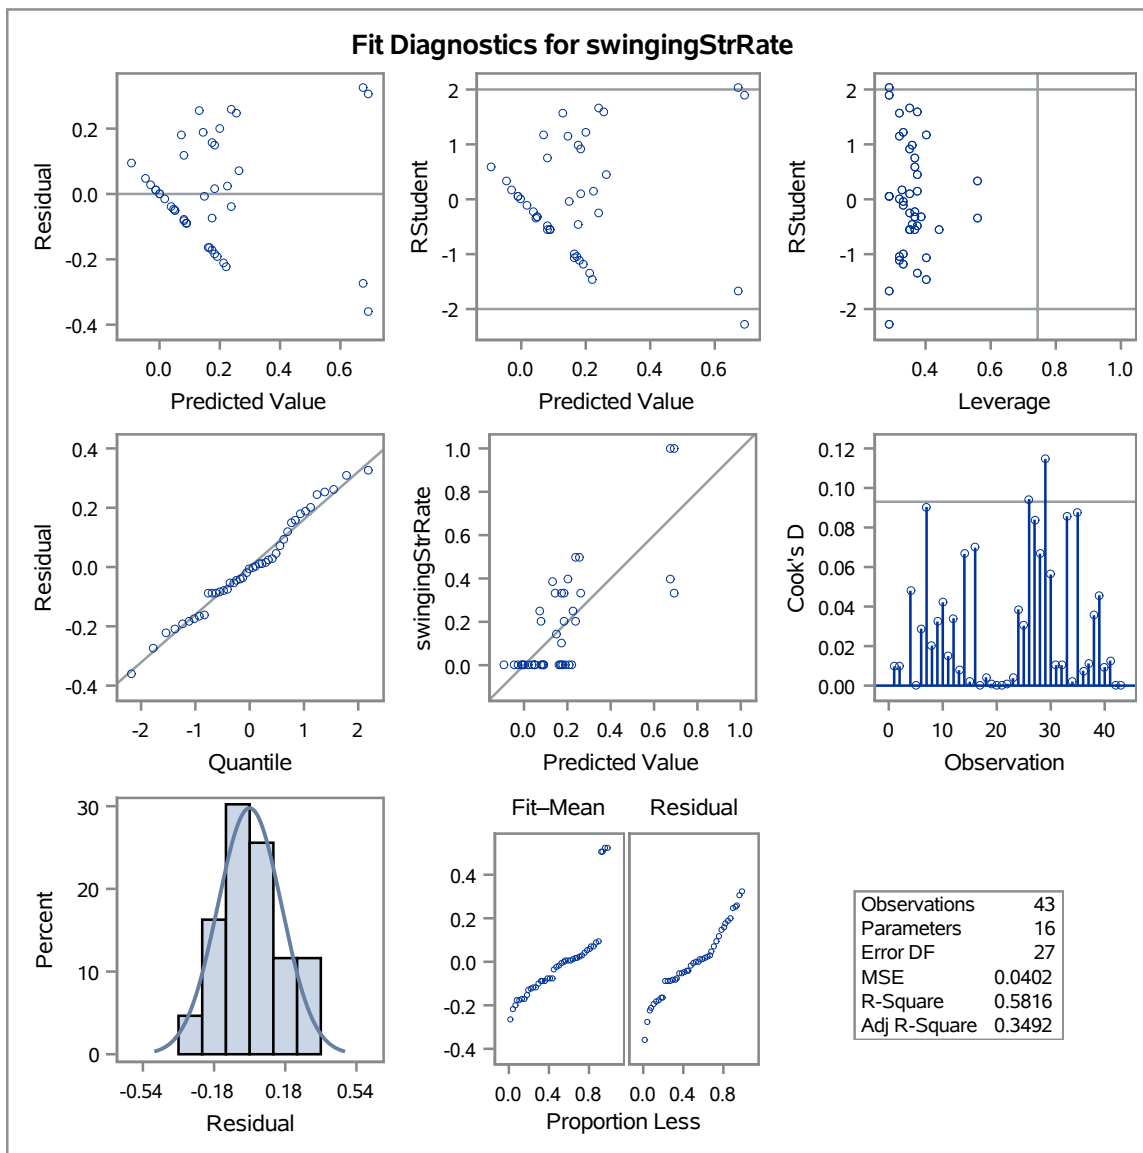 Fit Diagnostics for swingingStrRate
Residual
0.2
0.0
-0.2
-0.4
0.0 0.2 0.4 0.6
Predicted Value
RStudent
2
1
0
-1
-2
0.0 0.2 0.4 0.6
Predicted Value
RStudent
2
1
0
-1
-2
0.4 0.6 0.8 1.0
Leverage
Residual
0.4
0.2
0.0
-0.2
-0.4
-2 -1 0 1 2
Quantile
swingingStrRate
1.0
0.8
0.6
0.4
0.2
0.0
0.0 0.2 0.4 0.6 0.8 1.0
Predicted Value
Cook's D
0.12
0.10
0.08
0.06
0.04
0.02
0.00
0 10 20 30 40
Observation
Percent
30
20
10
0
-0.54 -0.18 0.18 0.54
Residual
Fit–Mean Residual
0.4
0.2
0.0
-0.2
-0.4
0.0 0.4 0.8 0.0 0.4 0.8
Proportion Less
Observations 43
Parameters 16
Error DF 27
MSE 0.0402
R-Square 0.5816
Adj R-Square 0.3492